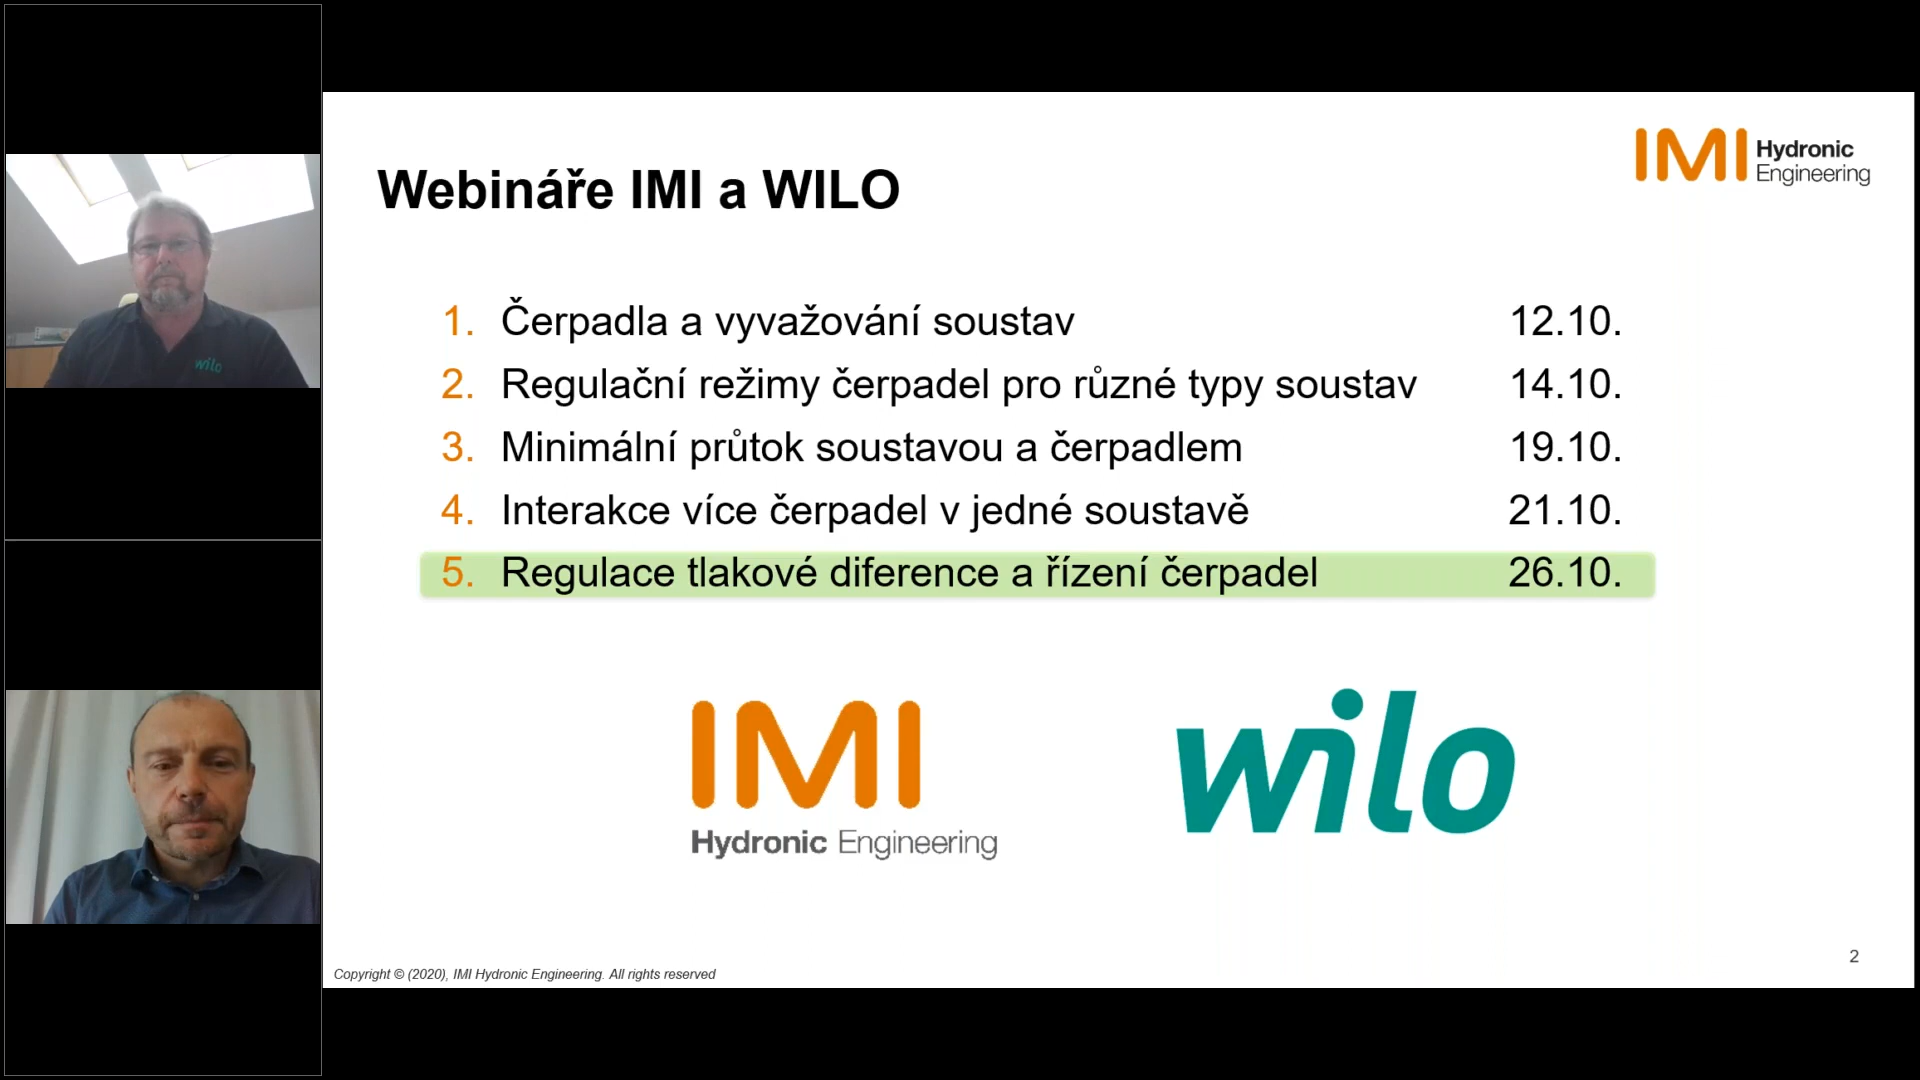 Webináře IMI a WILO
IMI Hydronic
Engineering
1. Čerpadla a vyvažování soustav 12.10.
2. Regulační režimy čerpadel pro různé typy soustav 14.10.
3. Minimální průtok soustavou a čerpadlem 19.10.
4. Interakce více čerpadel v jedné soustavě 21.10.
5. Regulace tlakové diference a řízení čerpadel 26.10.
IMI
Hydronic Engineering
wilo
wilo
Copyright © (2020), IMI Hydronic Engineering. All rights reserved
2